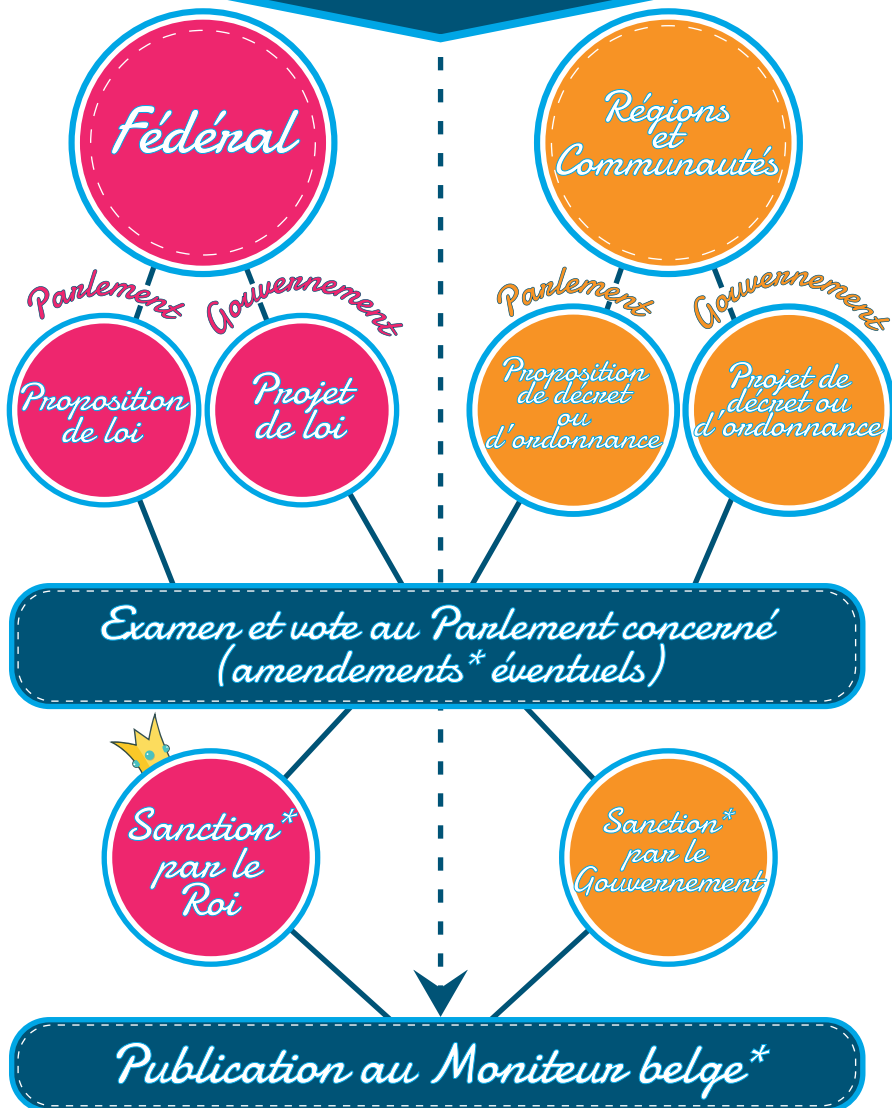 Fédéral
Régions
et
Communautés
Parlement
Gouvernement
Parlement
Gouvernement
Proposition
de loi
Projet
de loi
Proposition
de décret
ou
d'ordonnance
Projet de
décret ou
d'ordonnance
Examen et vote au Parlement concerné
(amendements* éventuels)
Sanction*
par le
Roi
Sanction*
par le
Gouvernement
Publication au Moniteur belge*